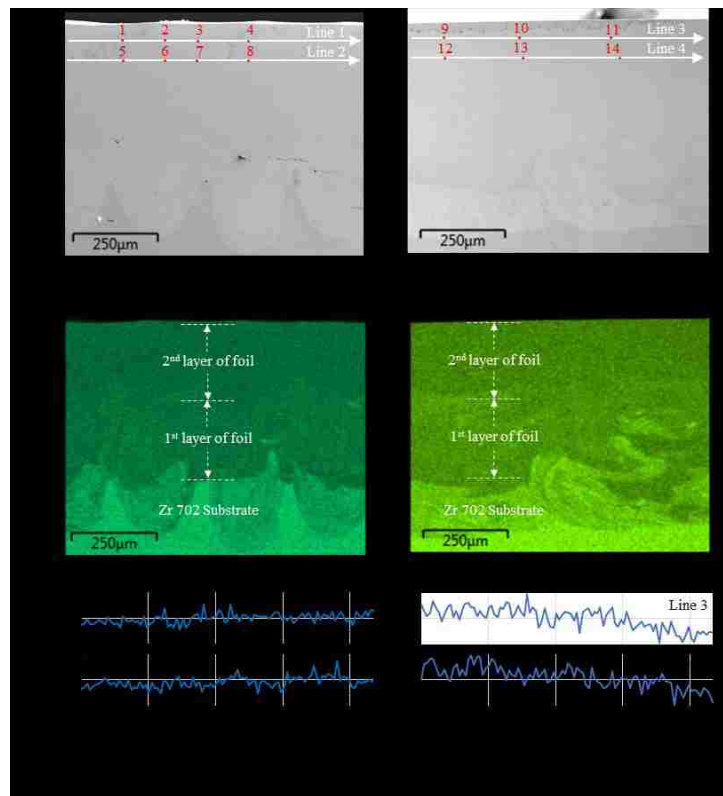 1 2 3 4 Line 1
5 6 7 8 Line 2
250μm
9 10 11 Line 3
12 13 14 Line 4
250μm
2nd layer of foil
1st layer of foil
Zr 702 Substrate
250μm
2nd layer of foil
1st layer of foil
Zr 702 Substrate
250μm
Line 3